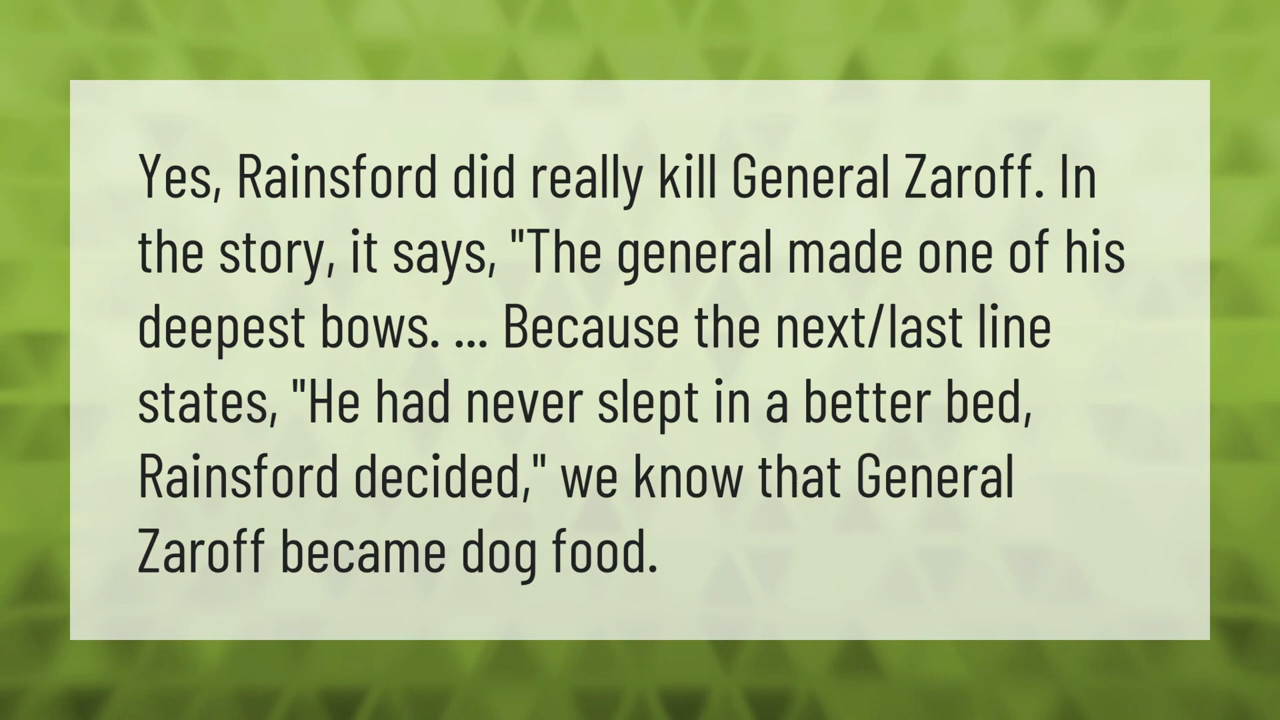 Yes, Rainsford did really kill General Zaroff. In
the story, it says, "The general made one of his
deepest bows. ... Because the next/last line
states, "He had never slept in a better bed,
Rainsford decided," we know that General
Zaroff became dog food.